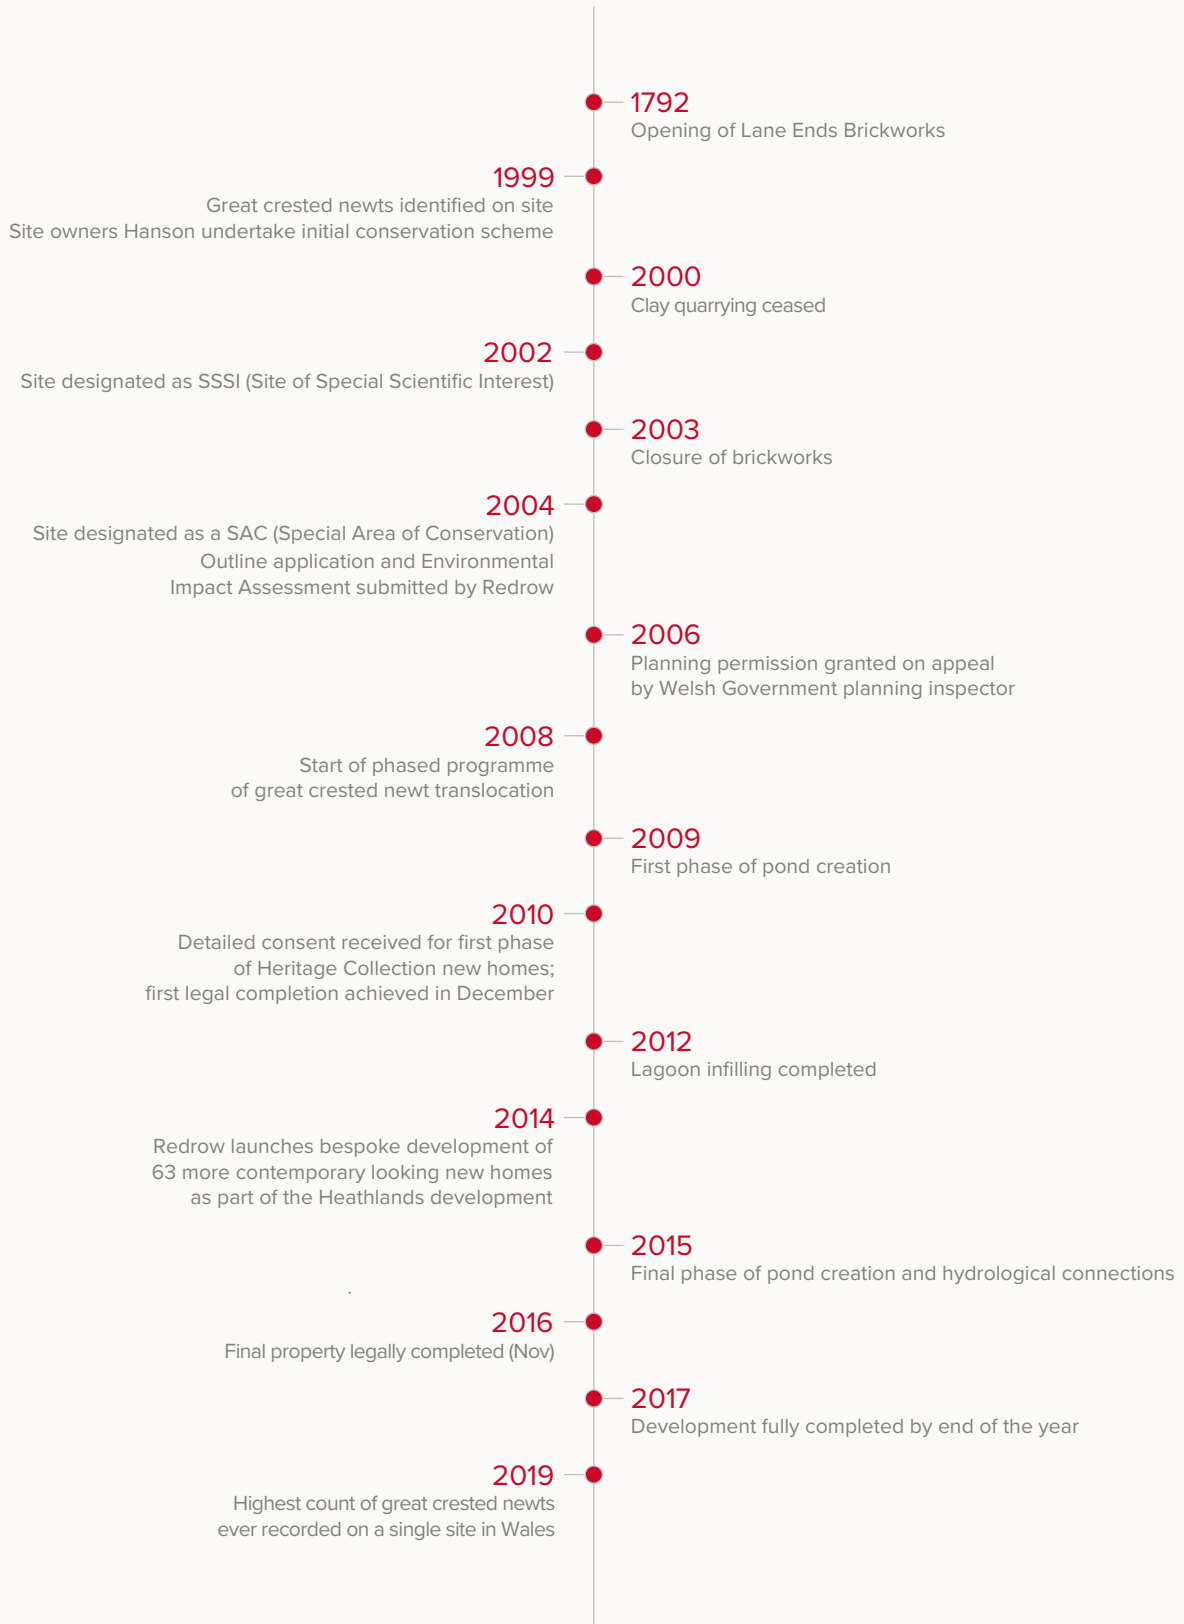 1792
Opening of Lane Ends Brickworks
1999
Great crested newts identified on site
Site owners Hanson undertake initial conservation scheme
2000
Clay quarrying ceased
2002
Site designated as SSSI (Site of Special Scientific Interest)
2003
Closure of brickworks
2004
Site designated as a SAC (Special Area of Conservation)
Outline application and Environmental
Impact Assessment submitted by Redrow
2006
Planning permission granted on appeal
by Welsh Government planning inspector
2008
Start of phased programme
of great crested newt translocation
2009
First phase of pond creation
2010
Detailed consent received for first phase
of Heritage Collection new homes;
first legal completion achieved in December
2012
Lagoon infilling completed
2014
Redrow launches bespoke development of
63 more contemporary looking new homes
as part of the Heathlands development
2015
Final phase of pond creation and hydrological connections
.
2016
Final property legally completed (Nov)
2017
Development fully completed by end of the year
2019
Highest count of great crested newts
ever recorded on a single site in Wales